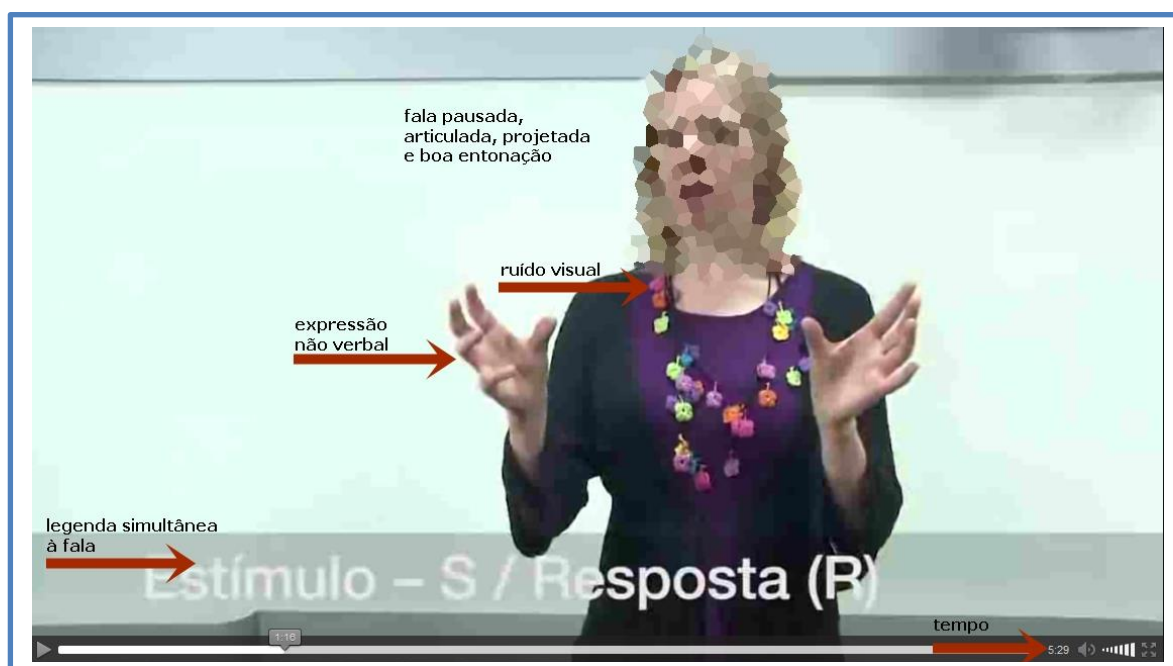 fala pausada,
articulada, projetada
e boa entonação
ruído visual
expressão
não verbal
legenda simultânea
à fala
Estímulo – S / Resposta (R)
tempo
1:16
5:29